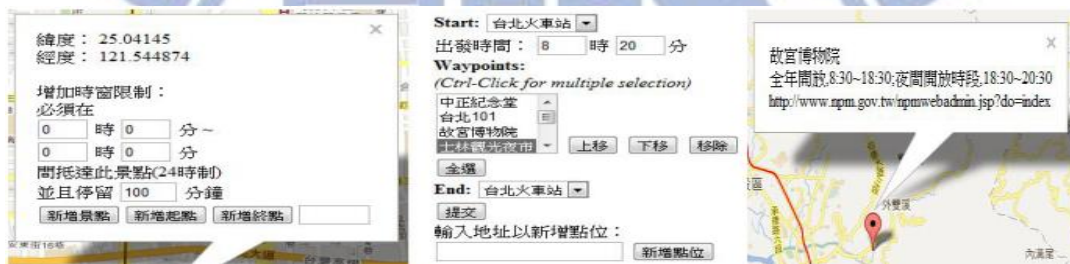 緯度： 25.04145
經度： 121.544874
增加時窗限制：
必須在
0 時 0 分~
0 時 0 分
間抵達此景點(24時制)
並且停留 100 分鐘
新增景點 新增起點 新增終點
Start: 台北火車站
出發時間： 8 時 20 分
Waypoints:
(Ctrl-Click for multiple selection)
中正紀念堂
台北101
故宮博物院
士林觀光夜市
上移 下移 移除
全選
End: 台北火車站
提交
輸入地址以新增點位：
新增點位
故宮博物院
全年開放,8:30~18:30;夜間開放時段,18:30~20:30
http://www.npm.gov.tw/npmwebadmin.jsp?do=index
外雙溪
內溝尾